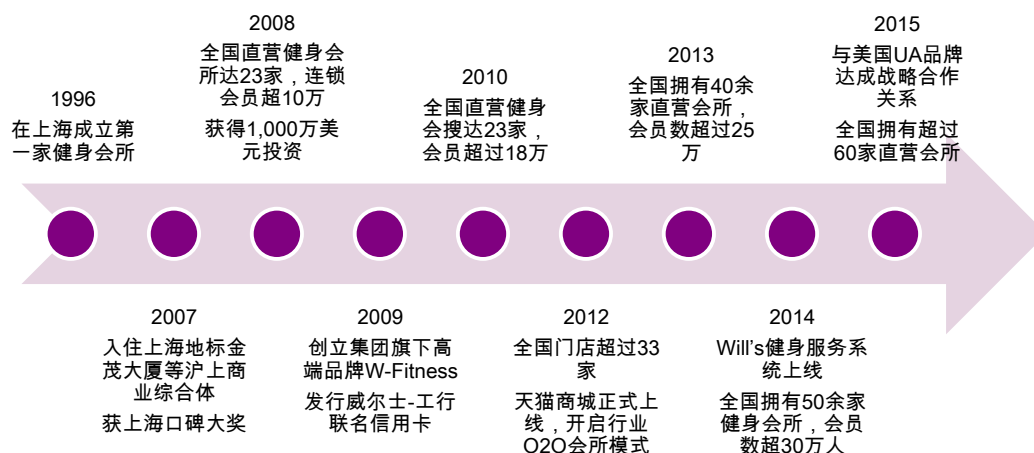 1996
在上海成立第
一家健身会所
2007
入住上海地标金
茂大厦等沪上商
业综合体
获上海口碑大奖
2008
全国直营健身会
所达23家，连锁
会员超10万
获得1,000万美
元投资
2009
创立集团旗下高
端品牌W-Fitness
发行威尔士-工行
联名信用卡
2010
全国直营健身
会搜达23家，
会员超过18万
2012
全国门店超过33
家
天猫商城正式上
线，开启行业
O2O会所模式
2013
全国拥有40余
家直营会所，
会员数超过25
万
2014
Will's健身服务系
统上线
全国拥有50余家
健身会所，会员
数超30万人
2015
与美国UA品牌
达成战略合作
关系
全国拥有超过
60家直营会所